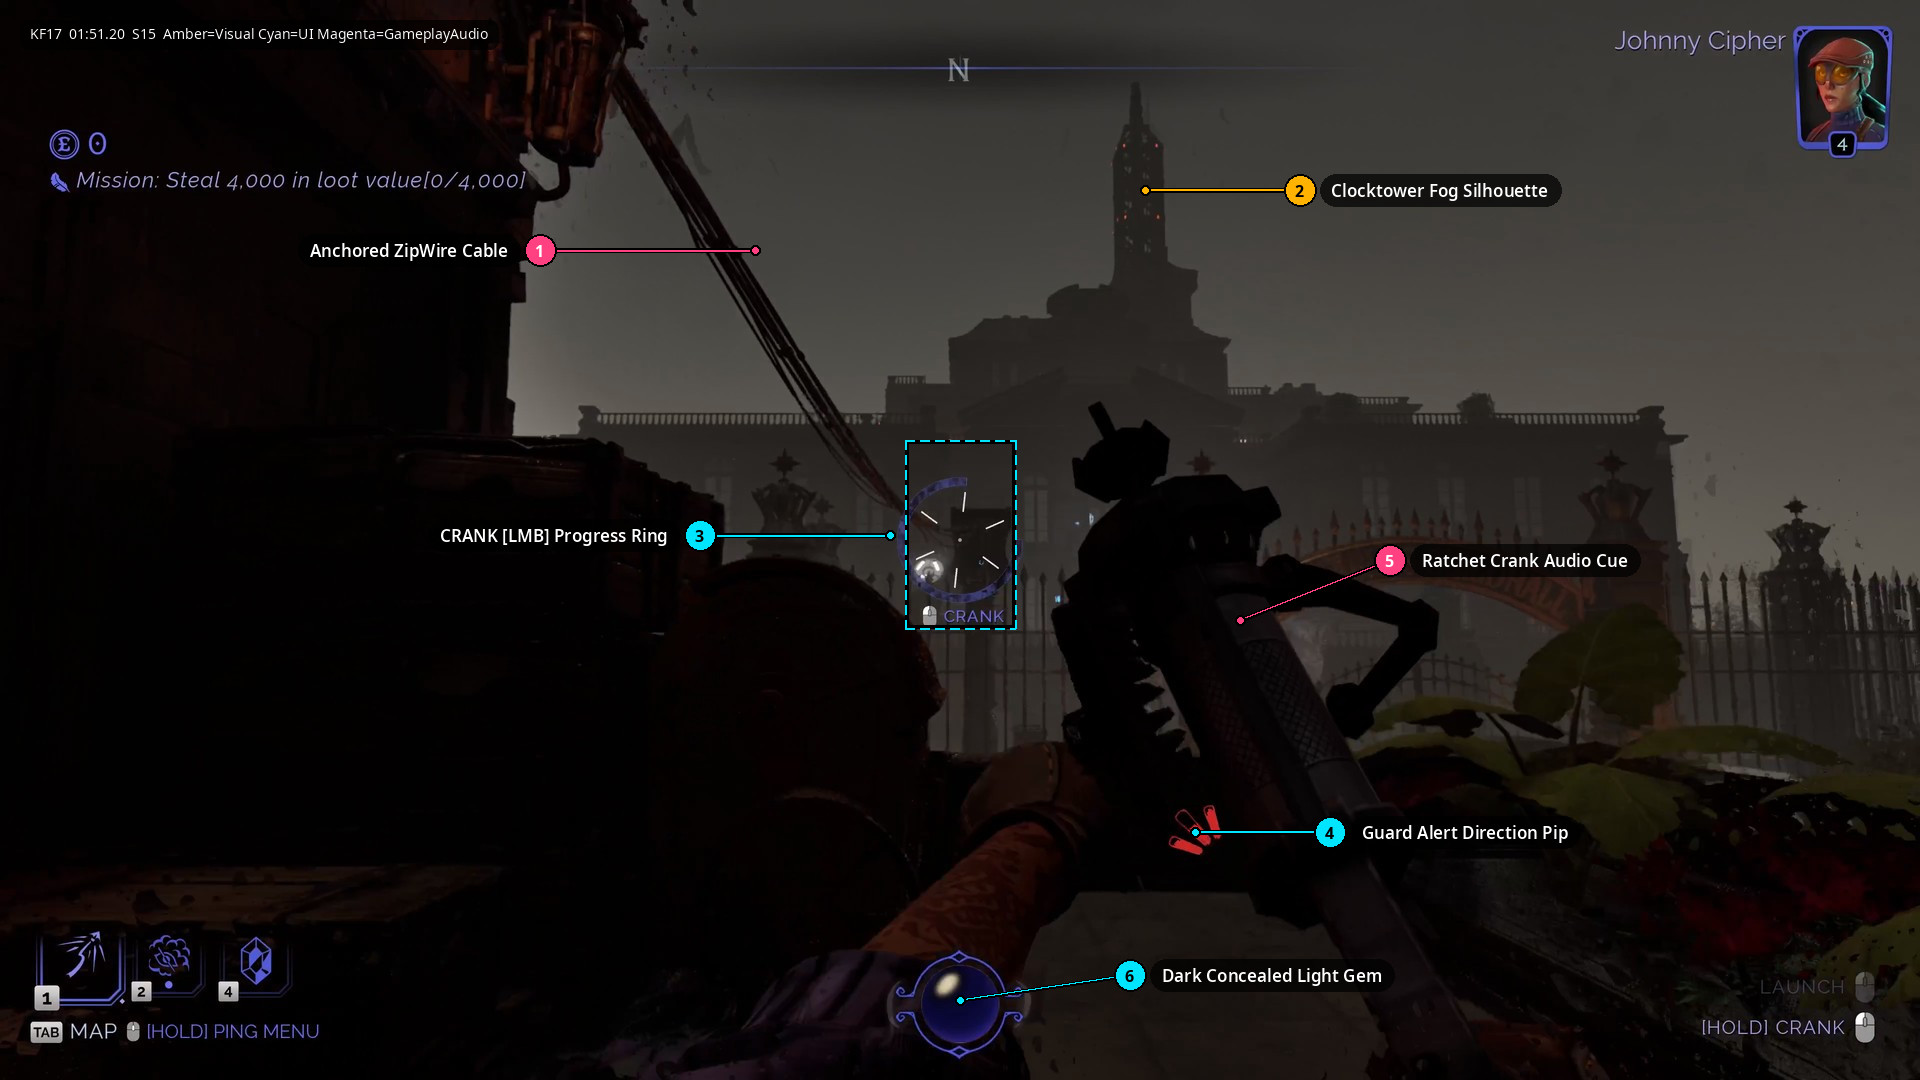 KF17 01:51.20 S15 Amber=Visual Cyan=UI Magenta=GameplayAudio
N
Johnny Cipher
4
£ 0
Mission: Steal 4,000 in loot value[0/4,000]
2 Clocktower Fog Silhouette
Anchored ZipWire Cable 1
CRANK [LMB] Progress Ring 3
5 Ratchet Crank Audio Cue
CRANK
4 Guard Alert Direction Pip
6 Dark Concealed Light Gem
1 2 4
LAUNCH
TAB MAP [HOLD] PING MENU
[HOLD] CRANK